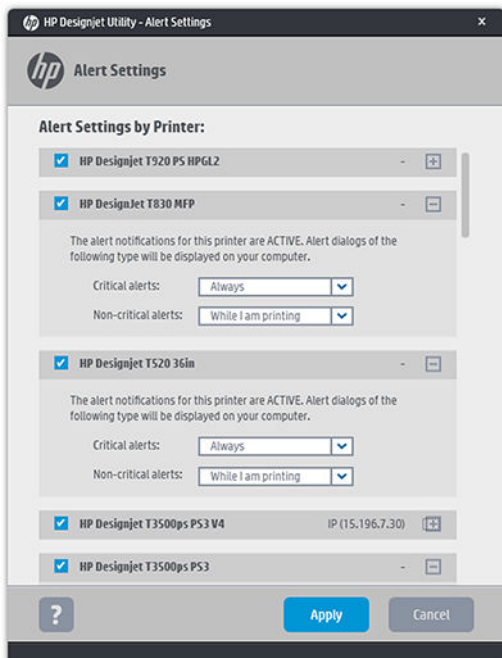 HP Designjet Utility - Alert Settings x
hp Alert Settings
Alert Settings by Printer:
HP Designjet T920 PS HPGL2 - +
HP DesignJet T830 MFP - -
The alert notifications for this printer are ACTIVE. Alert dialogs of the
following type will be displayed on your computer.
Critical alerts: Always
Non-critical alerts: While I am printing
HP Designjet T520 36in - -
The alert notifications for this printer are ACTIVE. Alert dialogs of the
following type will be displayed on your computer.
Critical alerts: Always
Non-critical alerts: While I am printing
HP Designjet T3500ps PS3 V4 IP (15.196.7.30) +
HP Designjet T3500ps PS3 - -
? Apply Cancel